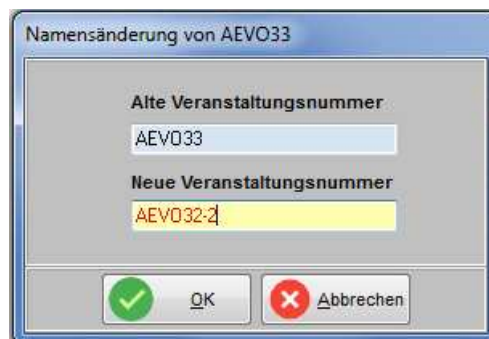 Namensänderung von AEVO33
Alte Veranstaltungsnummer
AEVO33
Neue Veranstaltungsnummer
AEVO32-2
OK Abbrechen